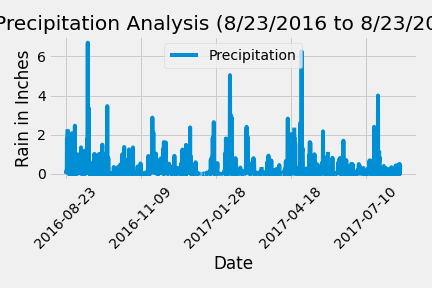 Precipitation Analysis (8/23/2016 to 8/23/20
Precipitation
Rain in Inches
6
4
2
0
2016-08-23
2016-11-09
2017-01-28
2017-04-18
2017-07-10
Date